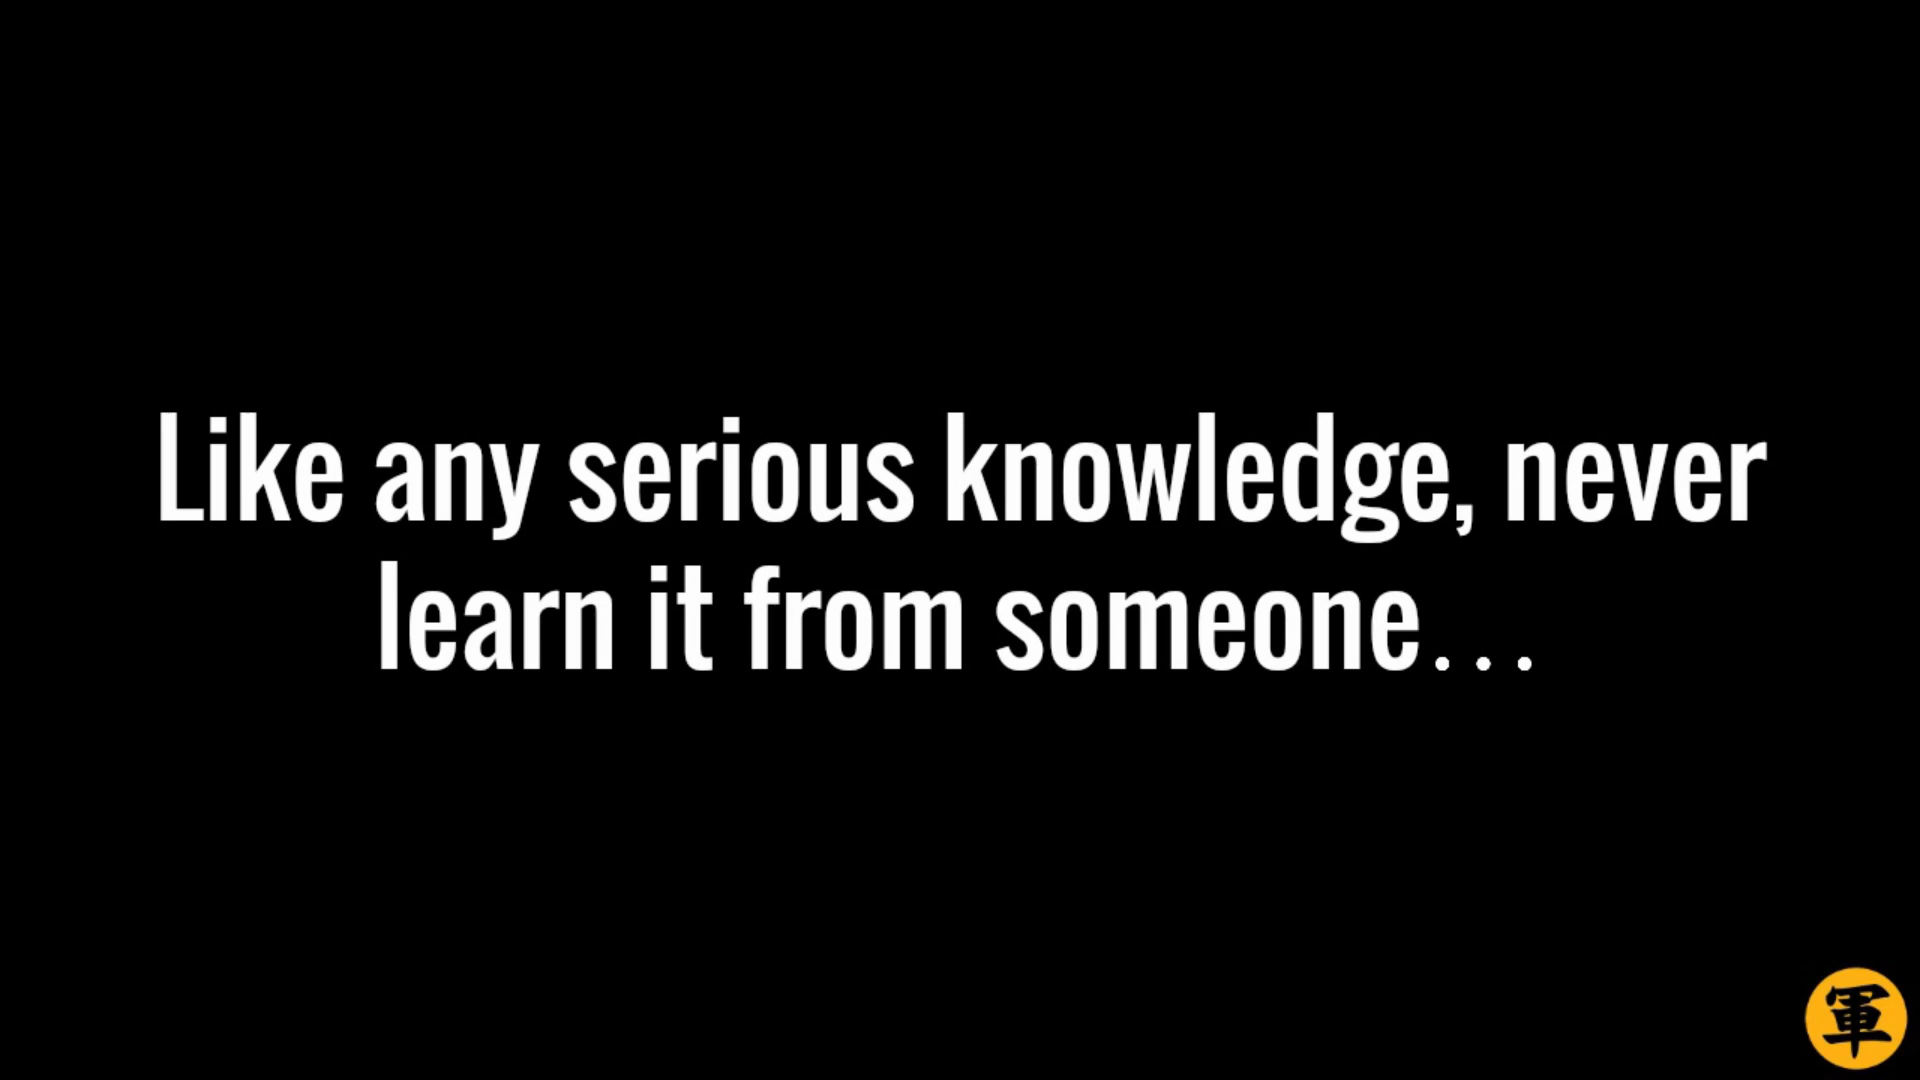 Like any serious knowledge, never
learn it from someone…
軍